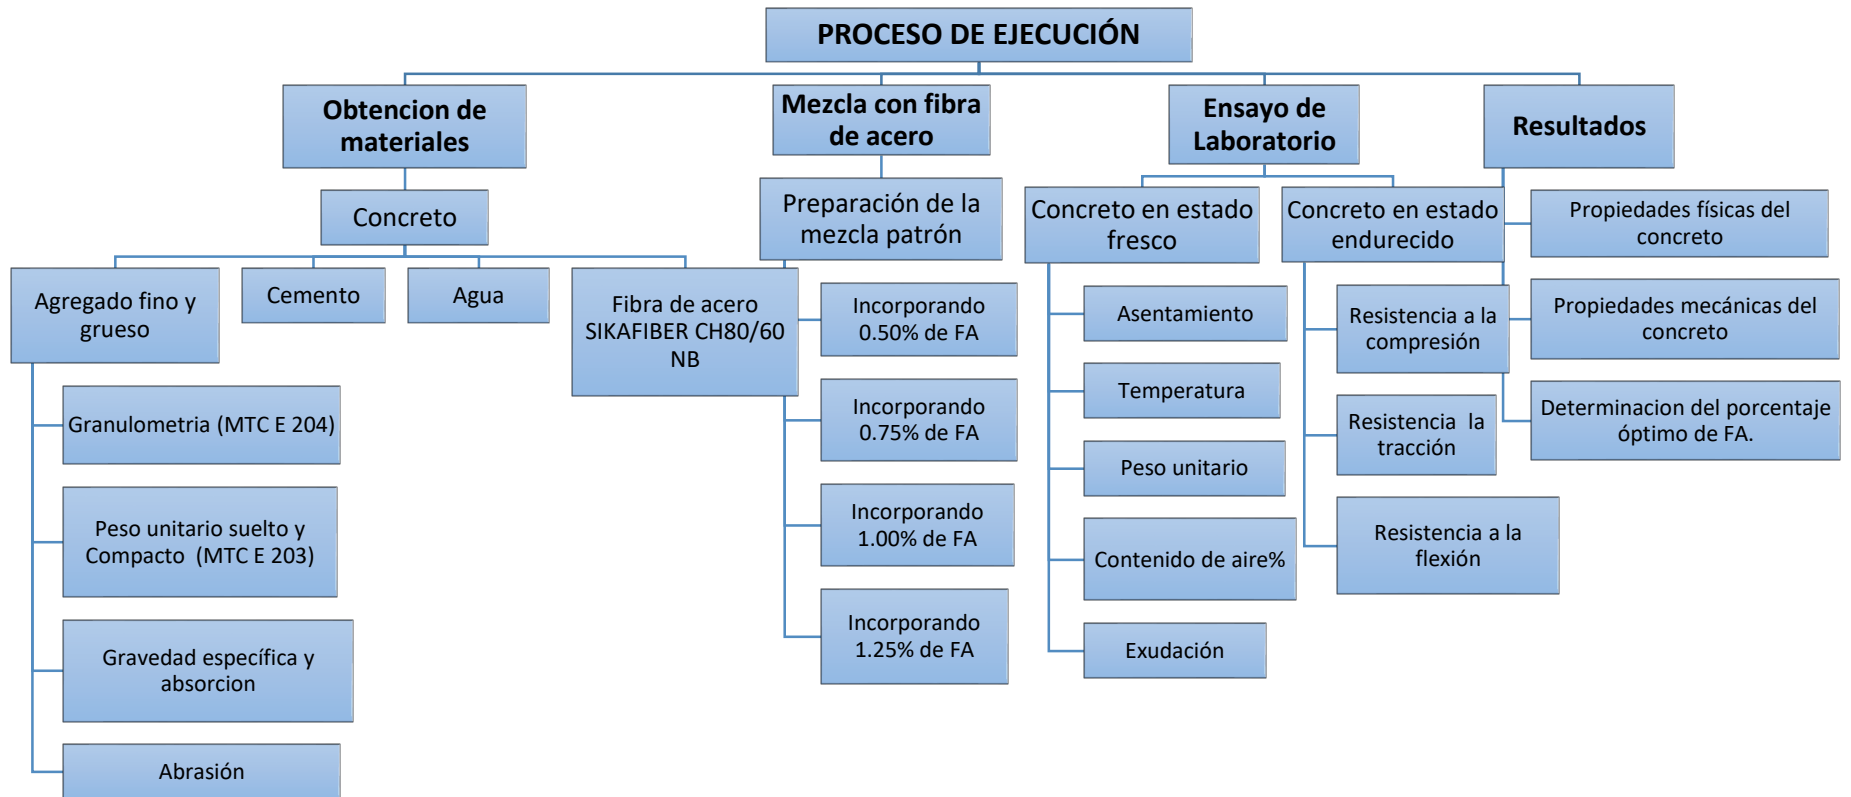 PROCESO DE EJECUCIÓN
Obtencion de
materiales
Concreto
Agregado fino y
grueso
Granulometria (MTC E 204)
Peso unitario suelto y
Compacto  (MTC E 203)
Gravedad específica y
absorcion
Abrasión
Cemento
Agua
Fibra de acero
SIKAFIBER CH80/60
NB
Mezcla con fibra
de acero
Preparación de la
mezcla patrón
Incorporando
0.50% de FA
Incorporando
0.75% de FA
Incorporando
1.00% de FA
Incorporando
1.25% de FA
Ensayo de
Laboratorio
Concreto en estado
fresco
Asentamiento
Temperatura
Peso unitario
Contenido de aire%
Exudación
Concreto en estado
endurecido
Resistencia a la
compresión
Resistencia  la
tracción
Resistencia a la
flexión
Resultados
Propiedades físicas del
concreto
Propiedades mecánicas del
concreto
Determinacion del porcentaje
óptimo de FA.